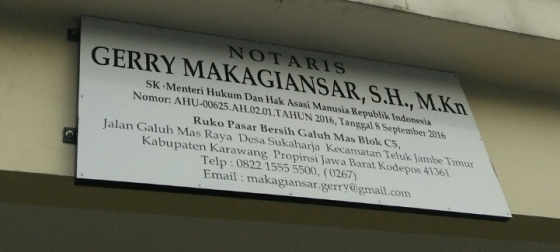 NOTARIS
GERRY MAKAGIANSAR, S.H., M.Kn
SK -Menteri Hukum Dan Hak Asasi Manusia Republik Indonesia
Nomor: AHU-00625.AH.02.01.TAHUN 2016, Tanggal 8 September 2016
Ruko Pasar Bersih Galuh Mas Blok C5,
Jalan Galuh Mas Raya Desa Sukaharja Kecamatan Teluk Jambe Timur
Kabupaten Karawang Propinsi Jawa Barat Kodepos 41361
Telp : 0822 1555 5500, (0267)
Email : makagiansar.gerry@gmail.com